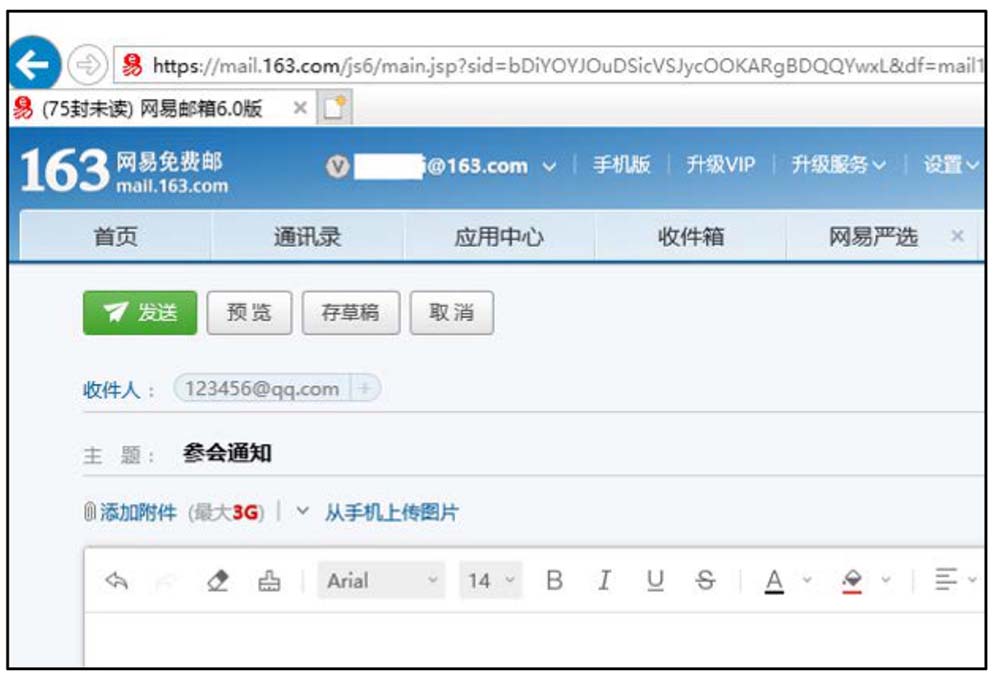 https://mail.163.com/js6/main.jsp?sid=bDiYOYJOuDSicVSJycOOKARgBDQQYwxL&df=mail1
(75封未读) 网易邮箱6.0版
163 网易免费邮 mail.163.com
@163.com 手机版 升级VIP 升级服务 设置
首页 通讯录 应用中心 收件箱 网易严选
发送 预览 存草稿 取消
收件人： 123456@qq.com +
主 题： 参会通知
添加附件 (最大3G) 从手机上传图片
Arial 14 B I U S A